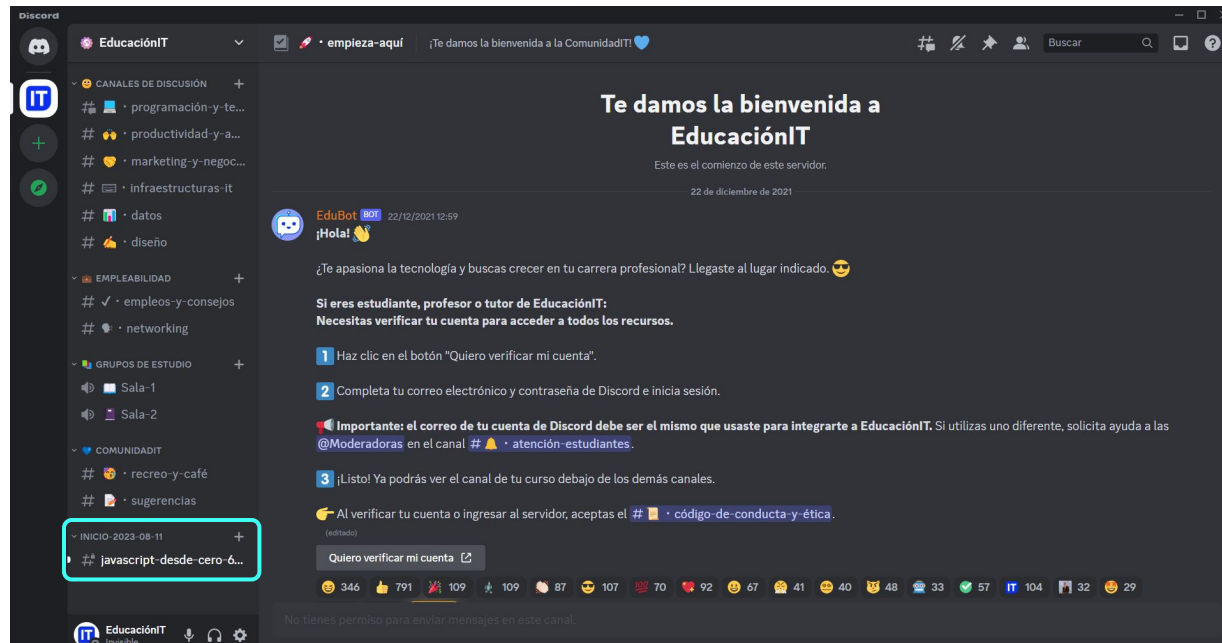 Discord
EducaciónIT
· empieza-aquí
¡Te damos la bienvenida a la ComunidadIT!
Buscar
CANALES DE DISCUSIÓN
· programación-y-te...
· productividad-y-a...
· marketing-y-negoc...
· infraestructuras-it
· datos
· diseño
EMPLEABILIDAD
· empleos-y-consejos
· networking
GRUPOS DE ESTUDIO
Sala-1
Sala-2
COMUNIDADIT
· recreo-y-café
· sugerencias
INICIO-2023-08-11
javascript-desde-cero-6...
EducaciónIT
Invisible
Te damos la bienvenida a
EducaciónIT
Este es el comienzo de este servidor.
22 de diciembre de 2021
EduBot BOT 22/12/2021 12:59
¡Hola!
¿Te apasiona la tecnología y buscas crecer en tu carrera profesional? Llegaste al lugar indicado.
Si eres estudiante, profesor o tutor de EducaciónIT:
Necesitas verificar tu cuenta para acceder a todos los recursos.
1 Haz clic en el botón "Quiero verificar mi cuenta".
2 Completa tu correo electrónico y contraseña de Discord e inicia sesión.
Importante: el correo de tu cuenta de Discord debe ser el mismo que usaste para integrarte a EducaciónIT. Si utilizas uno diferente, solicita ayuda a las
@Moderadoras en el canal # · atención-estudiantes.
3 ¡Listo! Ya podrás ver el canal de tu curso debajo de los demás canales.
Al verificar tu cuenta o ingresar al servidor, aceptas el # · código-de-conducta-y-ética.
(editado)
Quiero verificar mi cuenta
346 791 109 109 87 107 70 92 67 41 40 48 33 57 IT 104 32 29
No tienes permiso para enviar mensajes en este canal.